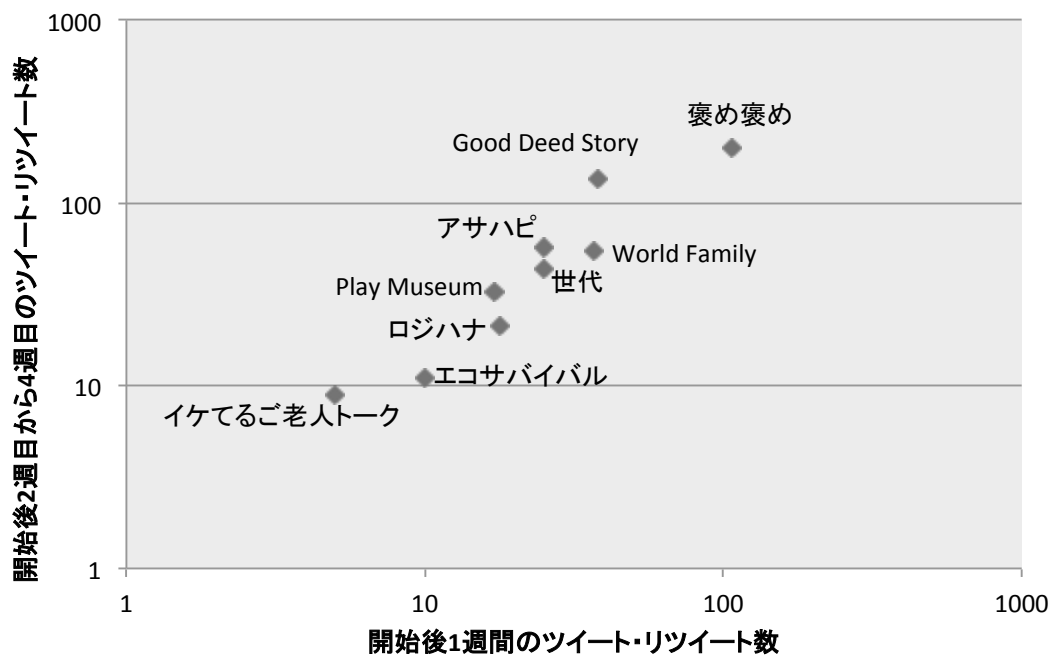 1000
褒め褒め
Good Deed Story
100
アサハピ
World Family
世代
Play Museum
ロジハナ
エコサバイバル
10
イケてるご老人トーク
1
1
10
100
1000
開始後1週間のツイート・リツイート数
開始後2週目から4週目のツイート・リツイート数